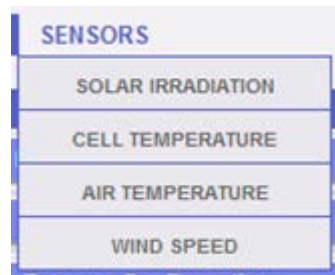 SENSORS
SOLAR IRRADIATION
CELL TEMPERATURE
AIR TEMPERATURE
WIND SPEED